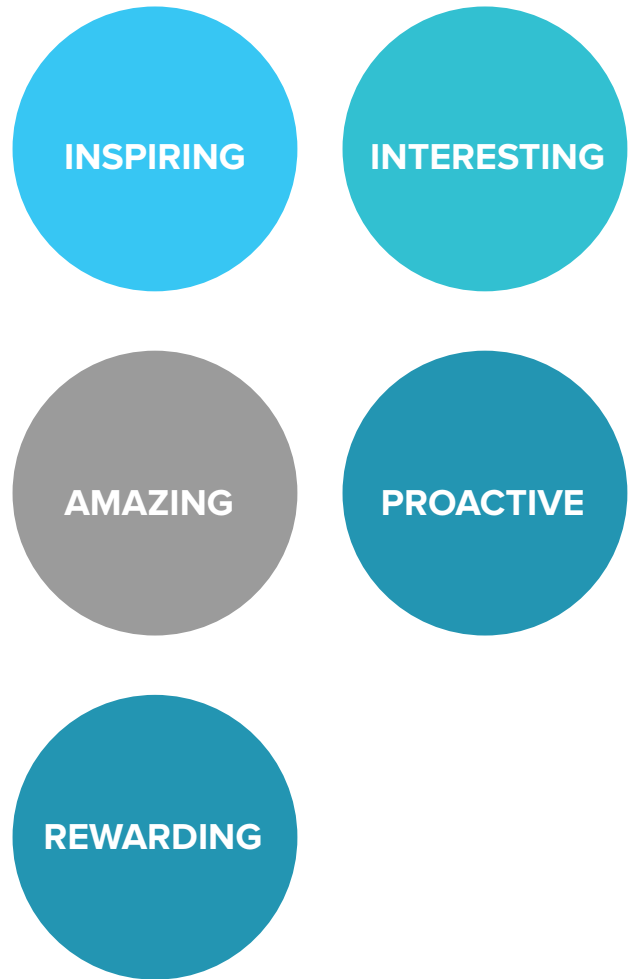 INSPIRING
INTERESTING
AMAZING
PROACTIVE
REWARDING